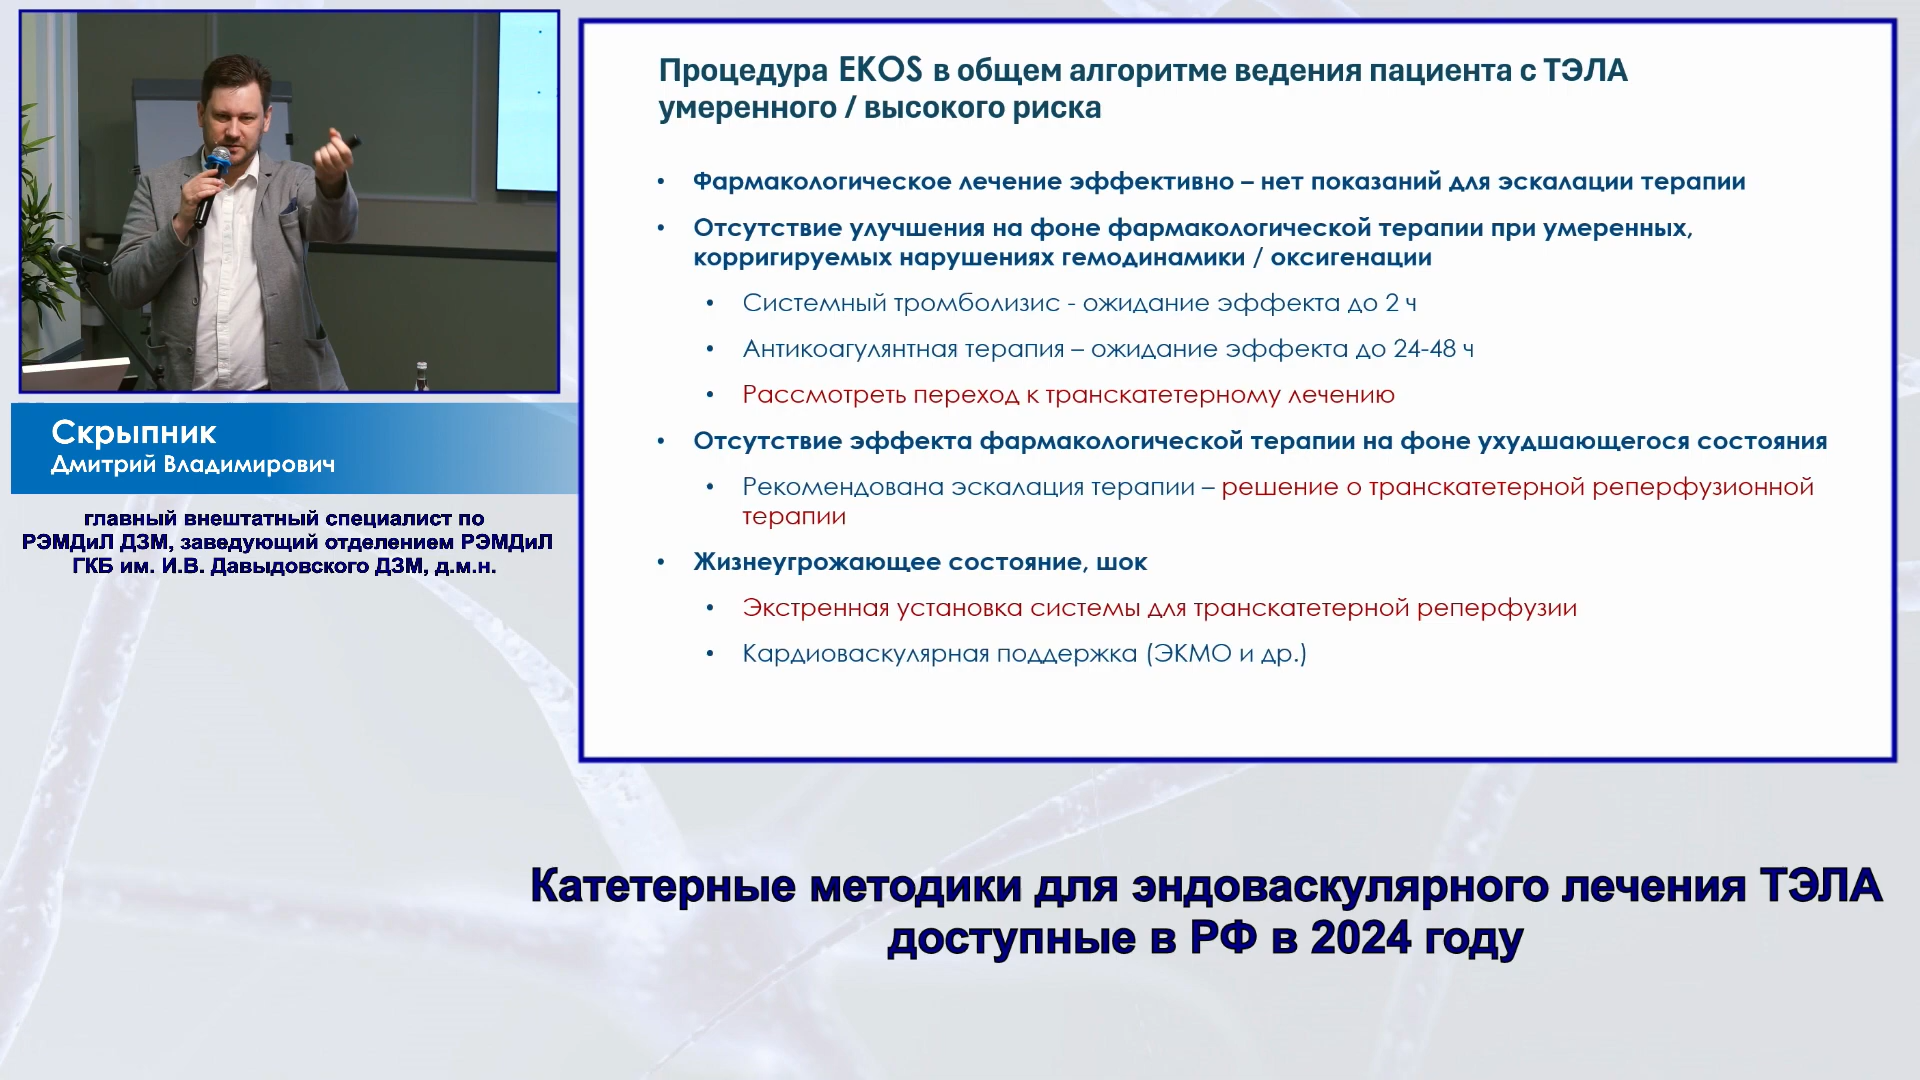 Процедура EKOS в общем алгоритме ведения пациента с ТЭЛА
умеренного / высокого риска
• Фармакологическое лечение эффективно – нет показаний для эскалации терапии
• Отсутствие улучшения на фоне фармакологической терапии при умеренных,
корригируемых нарушениях гемодинамики / оксигенации
• Системный тромболизис - ожидание эффекта до 2 ч
• Антикоагулянтная терапия – ожидание эффекта до 24-48 ч
• Рассмотреть переход к транскатетерному лечению
• Отсутствие эффекта фармакологической терапии на фоне ухудшающегося состояния
• Рекомендована эскалация терапии – решение о транскатетерной реперфузионной
терапии
• Жизнеугрожающее состояние, шок
• Экстренная установка системы для транскатетерной реперфузии
• Кардиоваскулярная поддержка (ЭКМО и др.)
Скрыпник
Дмитрий Владимирович
главный внештатный специалист по
РЭМДиЛ ДЗМ, заведующий отделением РЭМДиЛ
ГКБ им. И.В. Давыдовского ДЗМ, д.м.н.
Катетерные методики для эндоваскулярного лечения ТЭЛА
доступные в РФ в 2024 году